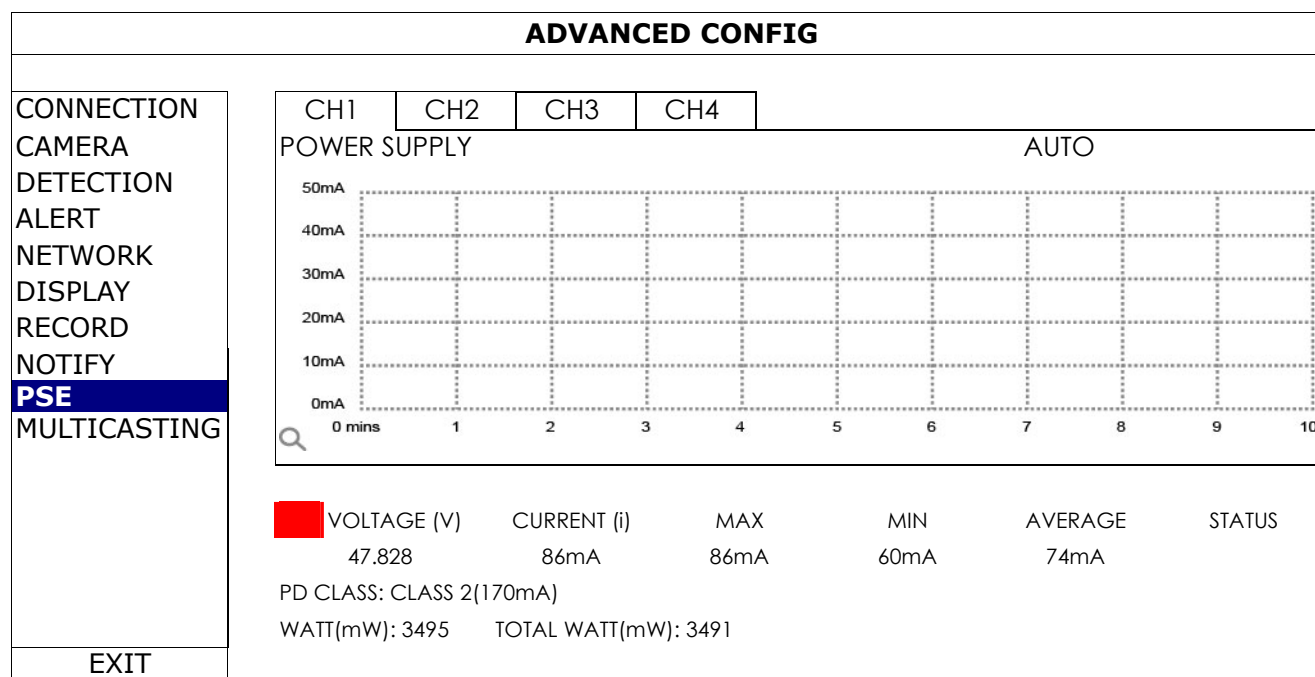 ADVANCED CONFIG
CONNECTION
CAMERA
DETECTION
ALERT
NETWORK
DISPLAY
RECORD
NOTIFY
PSE
MULTICASTING
EXIT
CH1 CH2 CH3 CH4
POWER SUPPLY AUTO
50mA
40mA
30mA
20mA
10mA
0mA
0 mins 1 2 3 4 5 6 7 8 9 10
VOLTAGE (V) CURRENT (i) MAX MIN AVERAGE STATUS
47.828 86mA 86mA 60mA 74mA
PD CLASS: CLASS 2(170mA)
WATT(mW): 3495 TOTAL WATT(mW): 3491